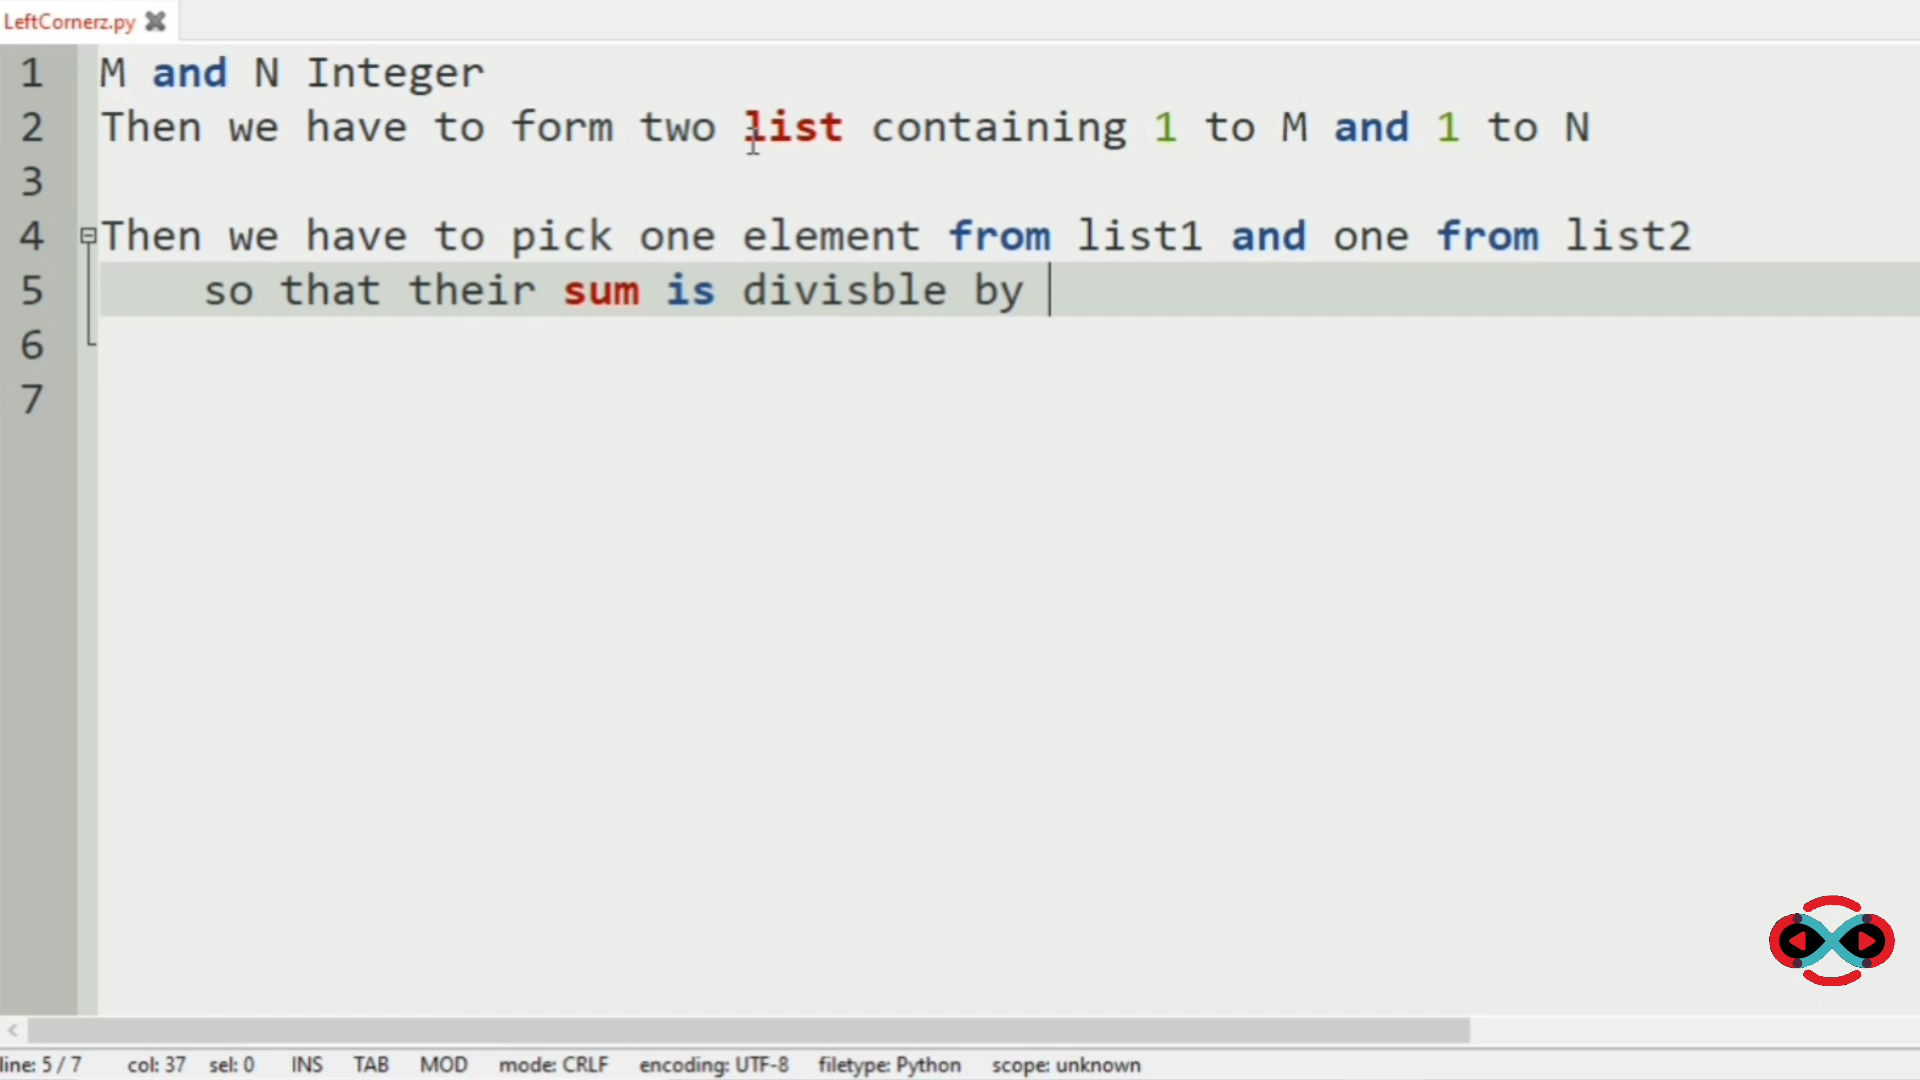 LeftCornerz.py
1 M and N Integer
2 Then we have to form two list containing 1 to M and 1 to N
3
4 Then we have to pick one element from list1 and one from list2
5 so that their sum is divisble by
6
7
line: 5 / 7 col: 37 sel: 0 INS TAB MOD mode: CRLF encoding: UTF-8 filetype: Python scope: unknown